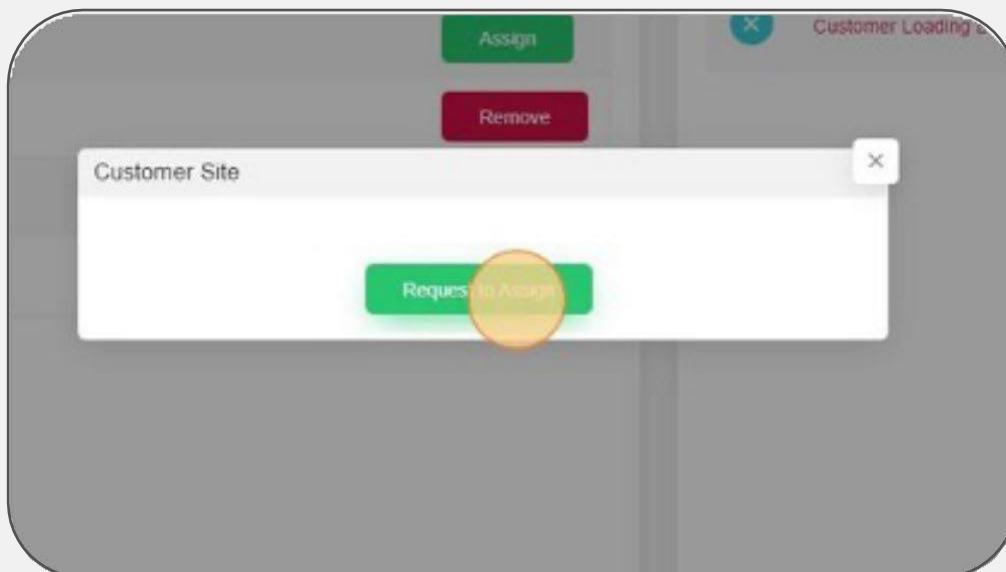 Assign
Customer Loading
Remove
Customer Site
Request to Assign